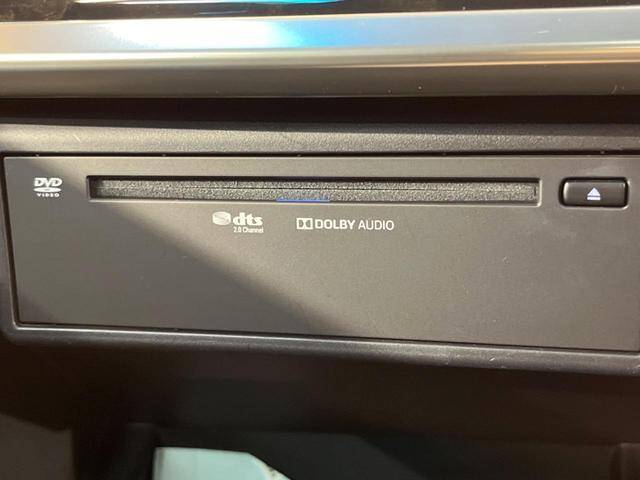 DVD
VIDEO
dts
2.0 Channel
DOLBY AUDIO